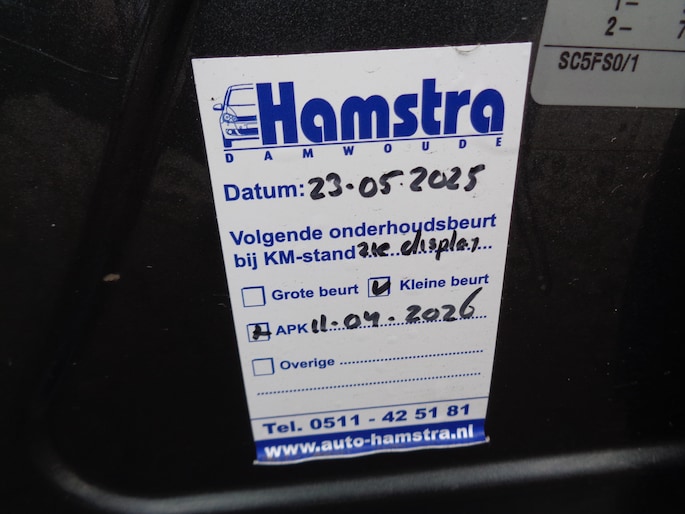 1-
2- 7
SC5FS0/1
Hamstra
DAMWOUDE
Datum: 23-05-2025
Volgende onderhoudsbeurt
bij KM-stand zie display
Grote beurt Kleine beurt
APK 11-04-2026
Overige
Tel. 0511 - 42 51 81
www.auto-hamstra.nl